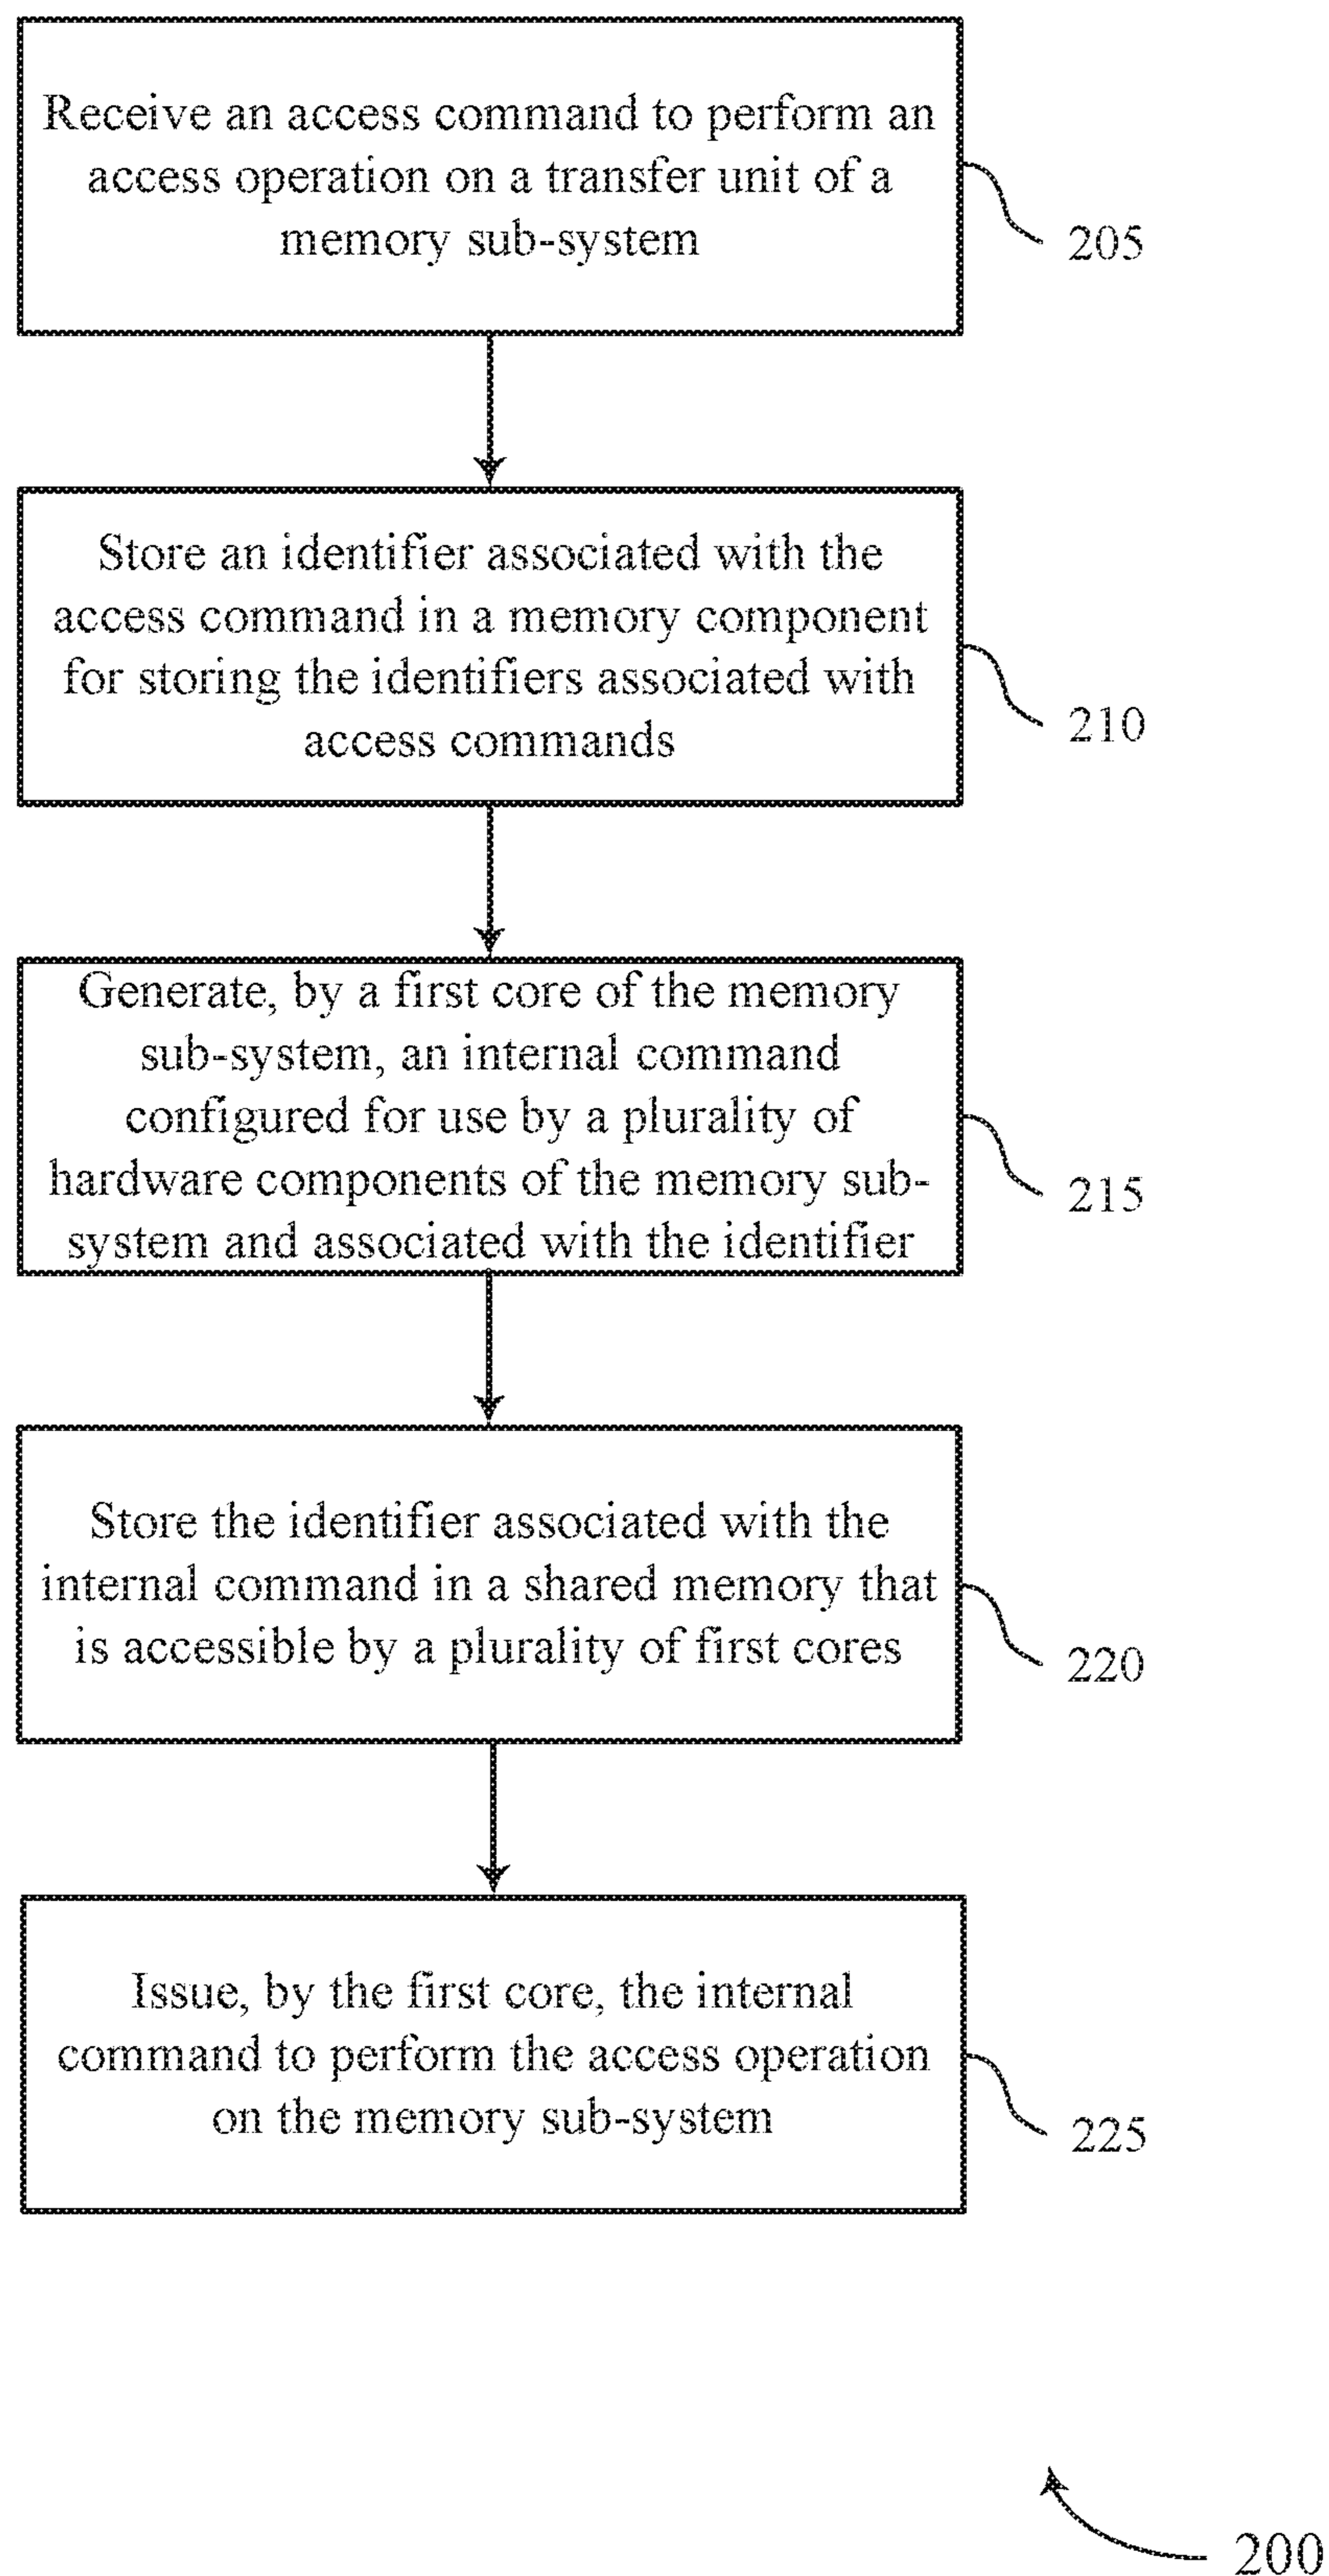 Receive an access command to perform an
access operation on a transfer unit of a
memory sub-system
205
Store an identifier associated with the
access command in a memory component
for storing the identifiers associated with
access commands
210
Generate, by a first core of the memory
sub-system, an internal command
configured for use by a plurality of
hardware components of the memory sub-
system and associated with the identifier
215
Store the identifier associated with the
internal command in a shared memory that
is accessible by a plurality of first cores
220
Issue, by the first core, the internal
command to perform the access operation
on the memory sub-system
225
200